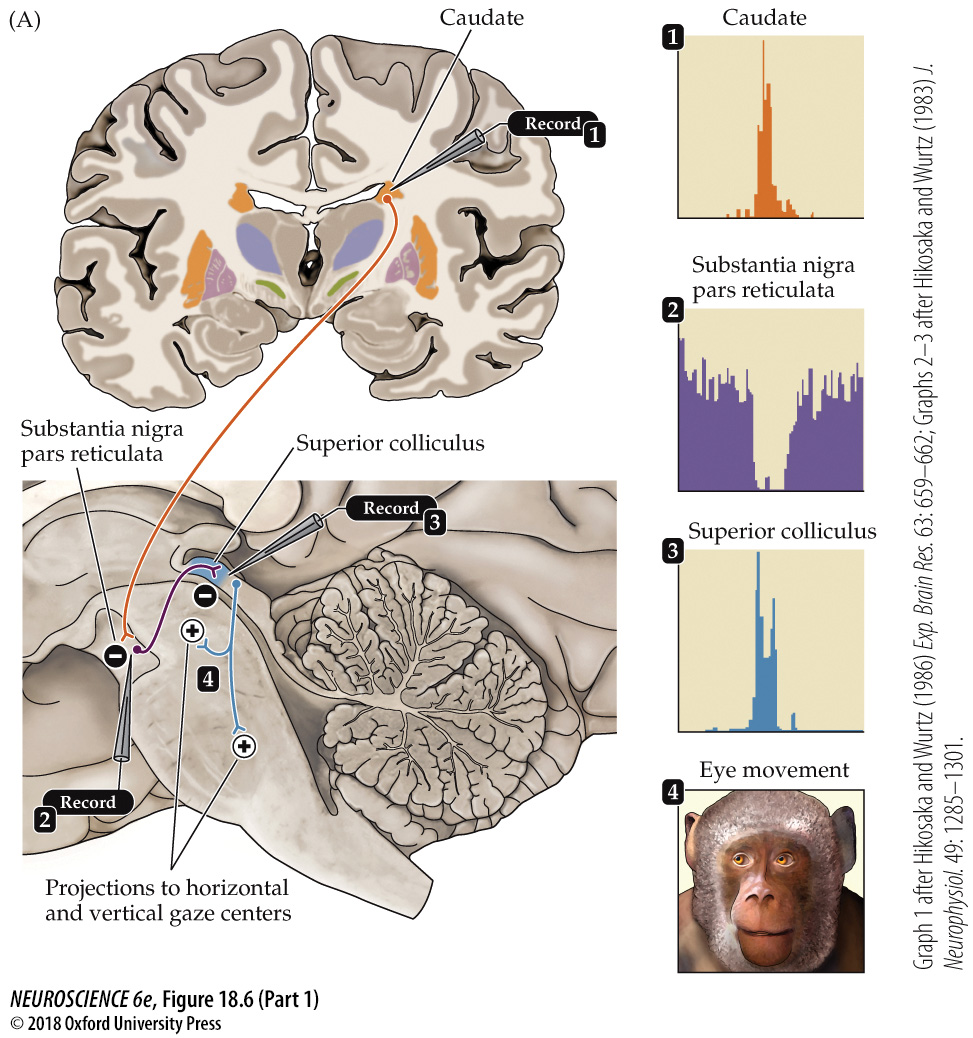 (A)
Caudate
Record
1
Substantia nigra
pars reticulata
Superior colliculus
Record
3
4
Record
2
Projections to horizontal
and vertical gaze centers
Caudate
1
Substantia nigra
pars reticulata
2
Superior colliculus
3
Eye movement
4
Graph 1 after Hikosaka and Wurtz (1986) Exp. Brain Res. 63: 659–662; Graphs 2–3 after Hikosaka and Wurtz (1983) J.
Neurophysiol. 49: 1285–1301.
NEUROSCIENCE 6e, Figure 18.6 (Part 1)
© 2018 Oxford University Press